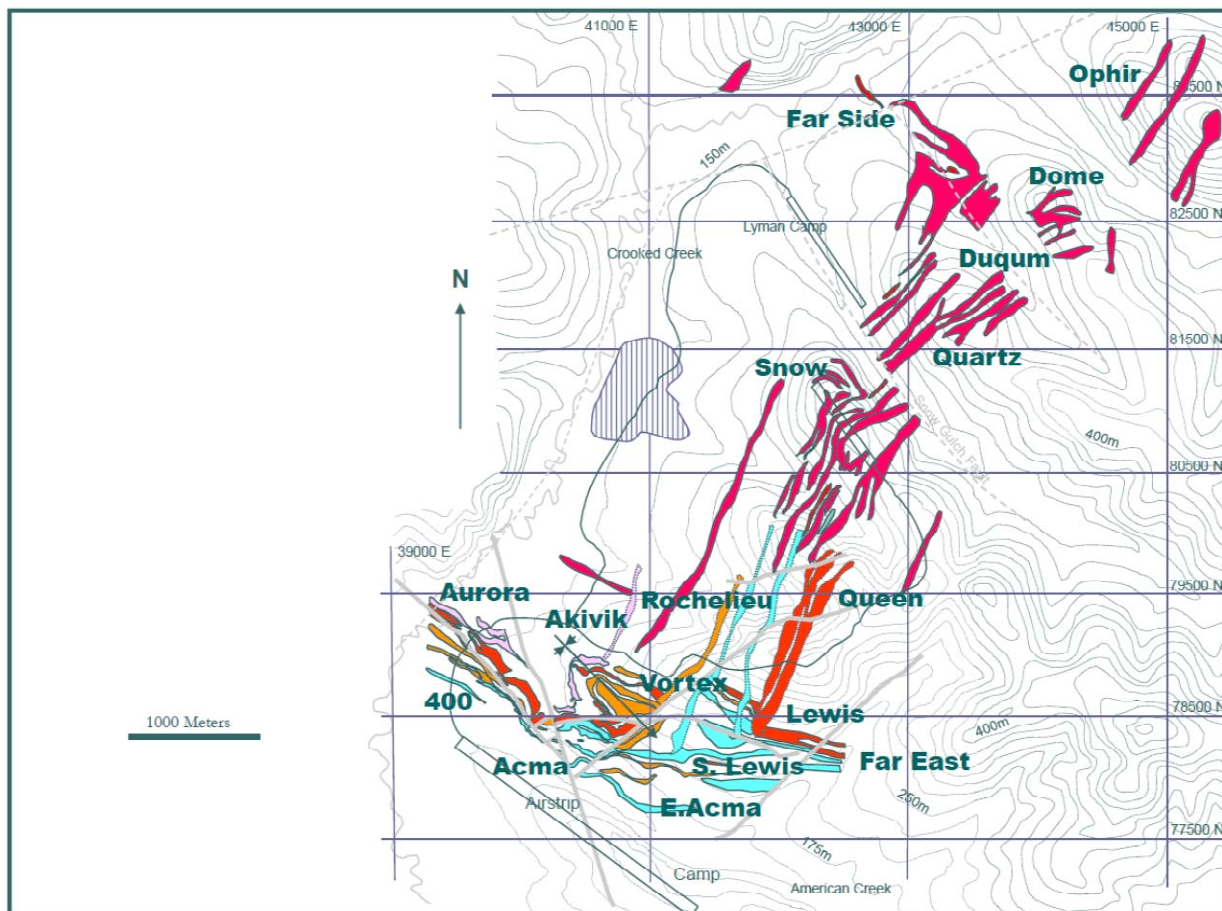 41000 E
43000 E
45000 E
Ophir
Far Side
150m
Dome
82500 N
Lyman Camp
Crooked Creek
Duqum
N
81500 N
Quartz
Snow
Snow Gulch Fault
400m
80500 N
39000 E
79500 N
Aurora
Rochelieu
Queen
Akivik
Vortex
400
78500 N
Lewis
1000 Meters
400m
Far East
Acma
S. Lewis
250m
Airstrip
E.Acma
77500 N
175m
Camp
American Creek